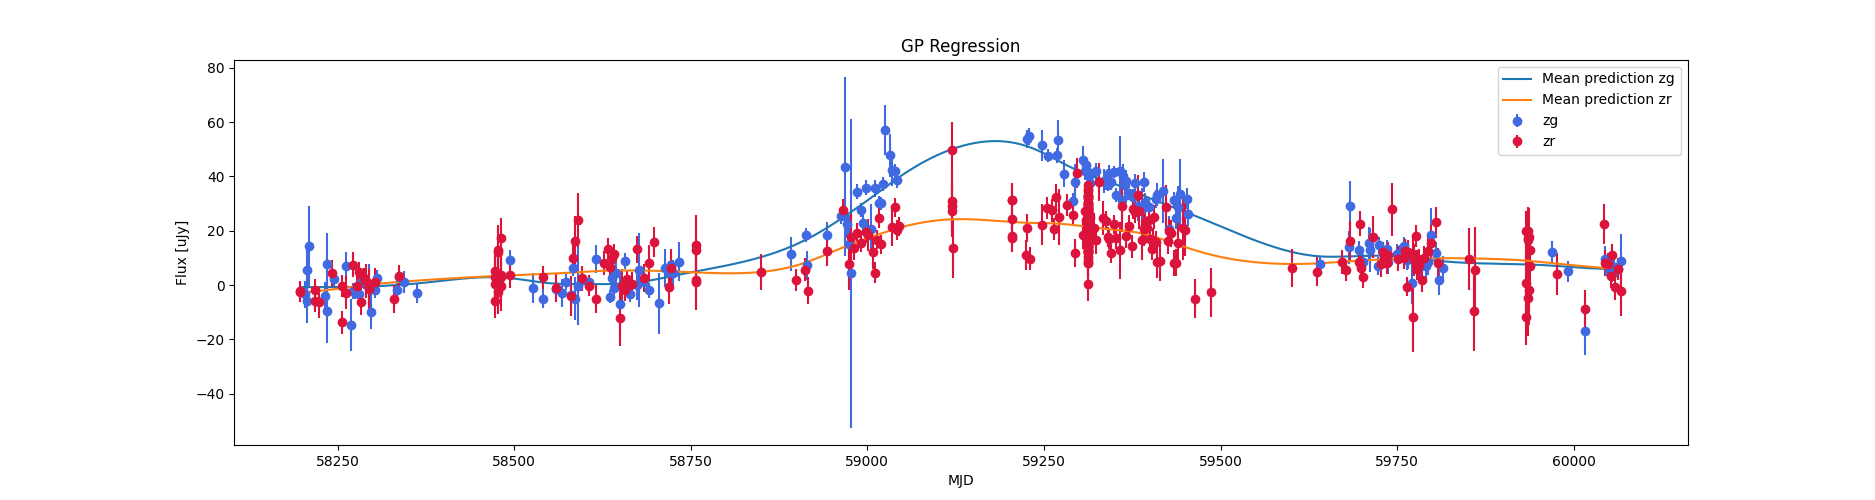 GP Regression
Flux [uJy]
80
60
40
20
0
−20
−40
58250 58500 58750 59000 59250 59500 59750 60000
MJD
Mean prediction zg
Mean prediction zr
zg
zr